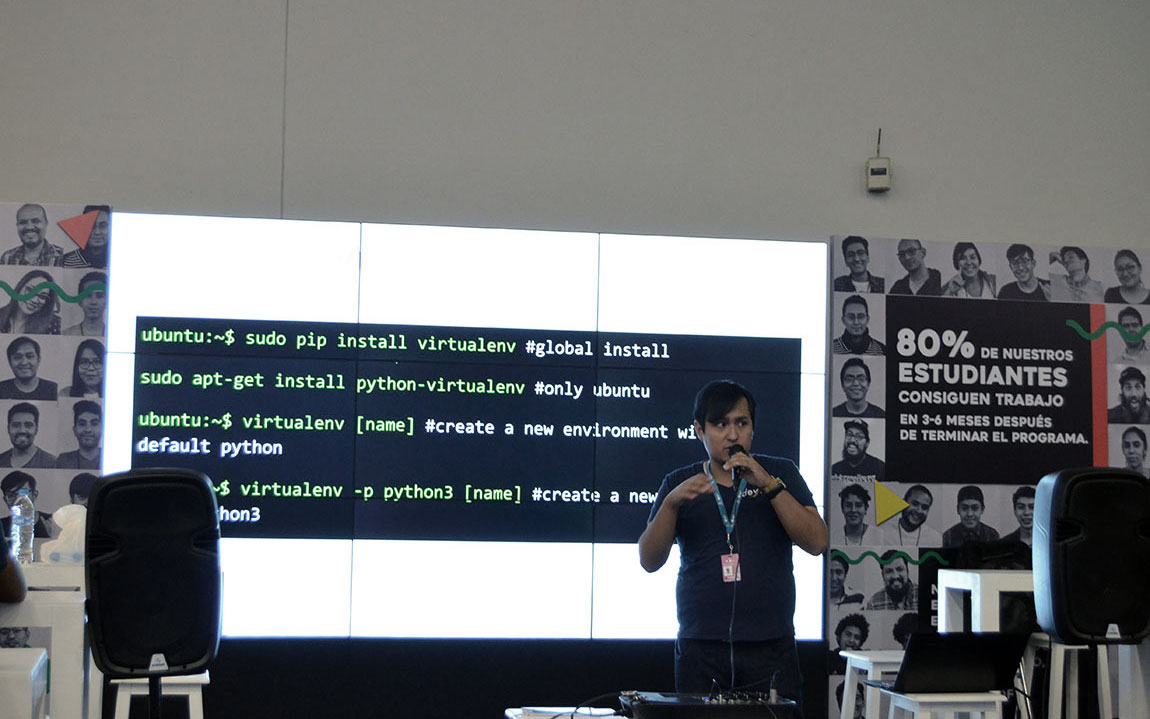 ubuntu:~$ sudo pip install virtualenv #global install
sudo apt-get install python-virtualenv #only ubuntu
ubuntu:~$ virtualenv [name] #create a new environment wi
default python
~$ virtualenv -p python3 [name] #create a new
hon3
80% DE NUESTROS
ESTUDIANTES
CONSIGUEN TRABAJO
EN 3-6 MESES DESPUÉS
DE TERMINAR EL PROGRAMA.